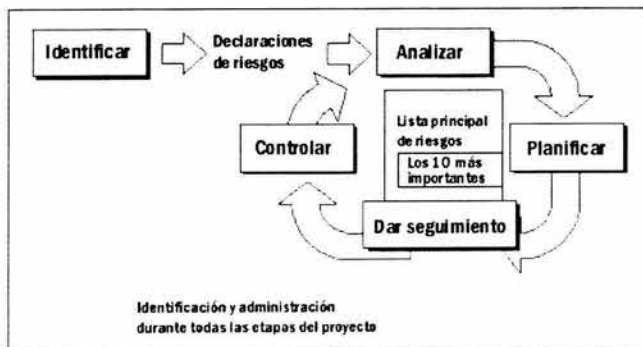 Identificar
Declaraciones
de riesgos
Analizar
Lista principal
de riesgos
Los 10 más
importantes
Controlar
Planificar
Dar seguimiento
Identificación y administración
durante todas las etapas del proyecto